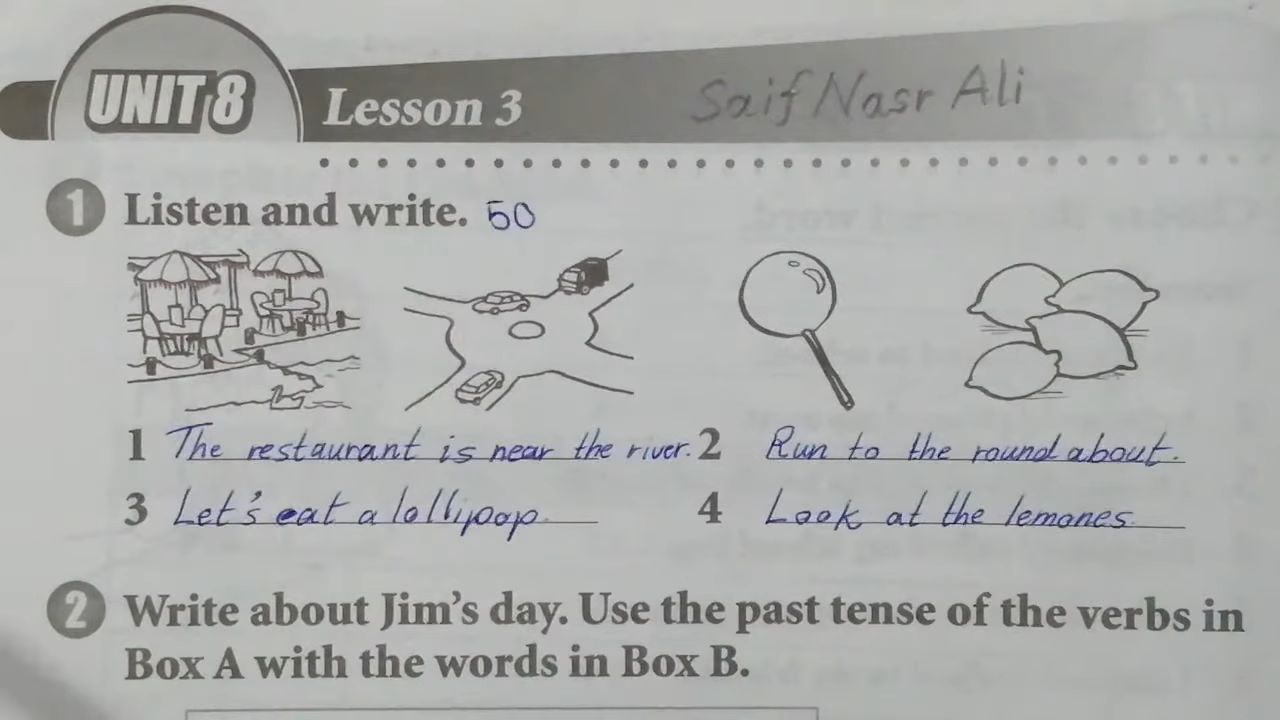 UNIT 8 Lesson 3 Saif Nasr Ali
1 Listen and write. 50
1 The restaurant is near the river. 2 Run to the round about.
3 Let's eat a lollipop. 4 Look at the lemones.
2 Write about Jim's day. Use the past tense of the verbs in
Box A with the words in Box B.